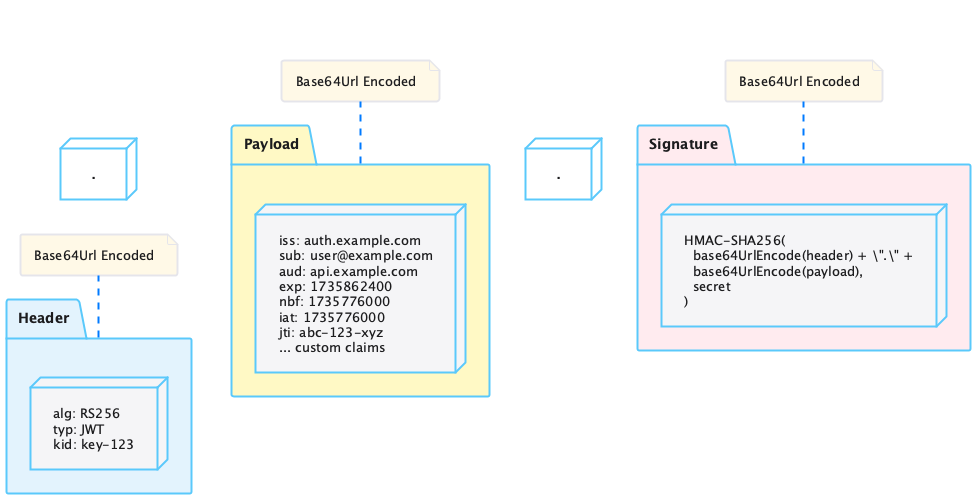 .
Base64Url Encoded
Header
alg: RS256
typ: JWT
kid: key-123
Base64Url Encoded
Payload
iss: auth.example.com
sub: user@example.com
aud: api.example.com
exp: 1735862400
nbf: 1735776000
iat: 1735776000
jti: abc-123-xyz
... custom claims
.
Base64Url Encoded
Signature
HMAC-SHA256(
base64UrlEncode(header) + \".\" +
base64UrlEncode(payload),
secret
)